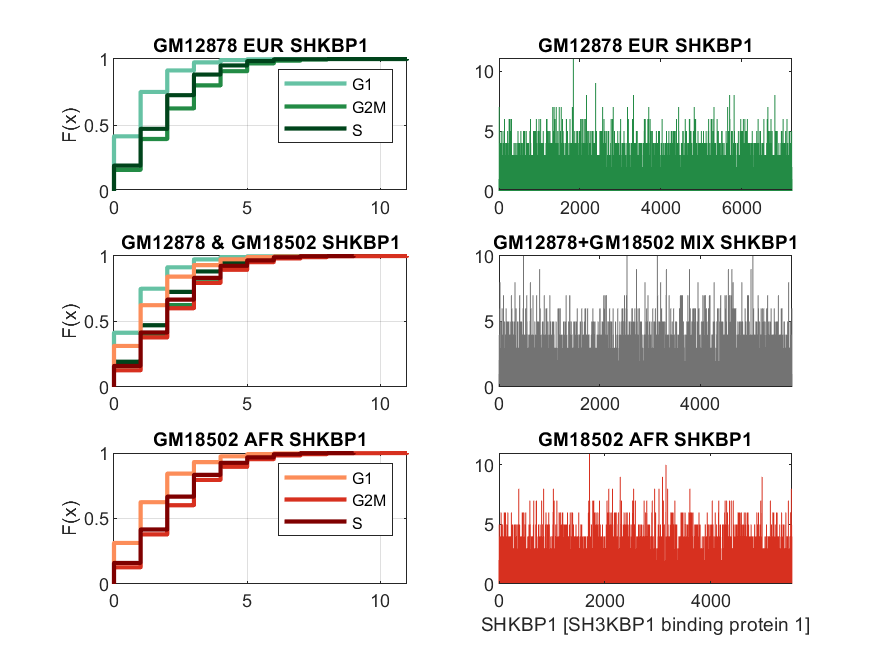 GM12878 EUR SHKBP1
F(x)
1
0.5
0
0 5 10
G1
G2M
S
GM12878 EUR SHKBP1
10
5
0
0 2000 4000 6000
GM12878 & GM18502 SHKBP1
F(x)
1
0.5
0
0 5 10
GM12878+GM18502 MIX SHKBP1
10
5
0
0 2000 4000
GM18502 AFR SHKBP1
F(x)
1
0.5
0
0 5 10
G1
G2M
S
GM18502 AFR SHKBP1
10
5
0
0 2000 4000
SHKBP1 [SH3KBP1 binding protein 1]